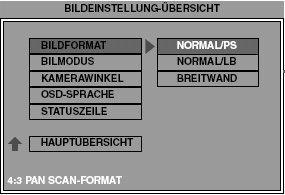 BILDEINSTELLUNG-ÜBERSICHT
BILDFORMAT
NORMAL/PS
BILMODUS
NORMAL/LB
KAMERAWINKEL
BREITWAND
OSD-SPRACHE
STATUSZEILE
HAUPTÜBERSICHT
4:3 PAN SCAN-FORMAT